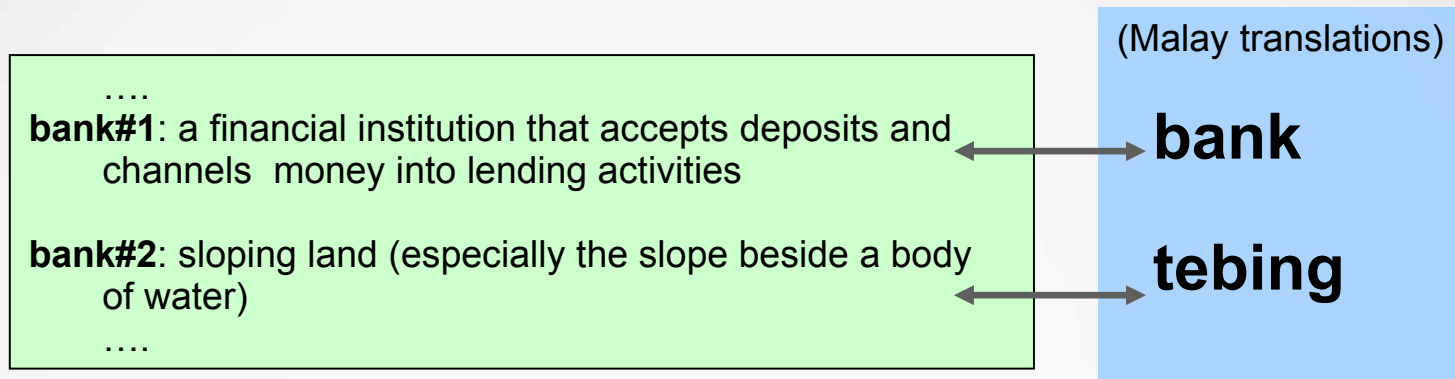 (Malay translations)
....
bank#1: a financial institution that accepts deposits and
channels money into lending activities
bank
bank#2: sloping land (especially the slope beside a body
of water)
tebing
....